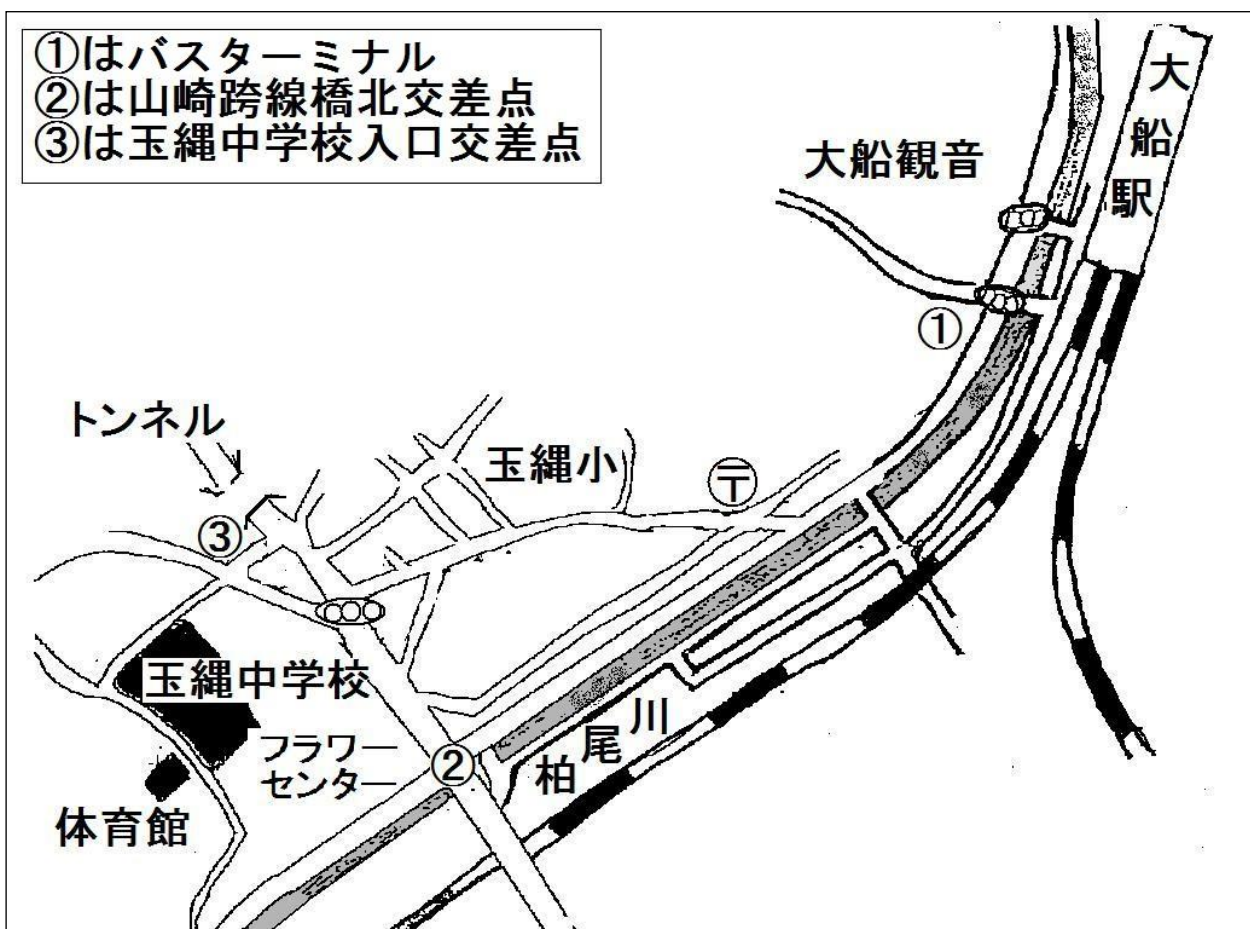 ①はバスターミナル
②は山崎跨線橋北交差点
③は玉縄中学校入口交差点
大船駅
大船観音
①
トンネル
玉縄小
〒
③
玉縄中学校
フラワー
センター
②
柏尾川
体育館